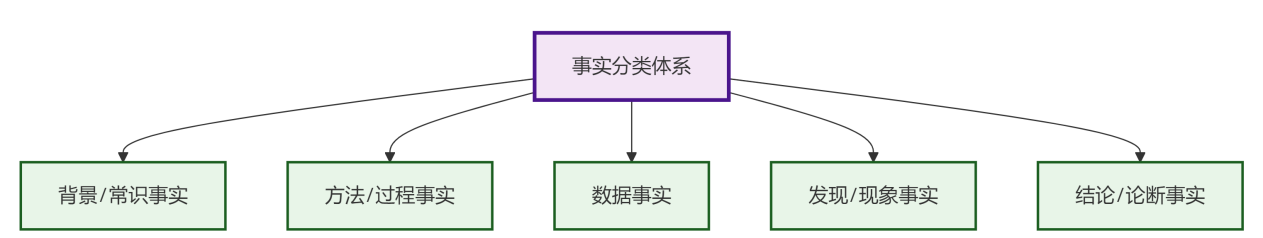 事实分类体系
背景/常识事实
方法/过程事实
数据事实
发现/现象事实
结论/论断事实